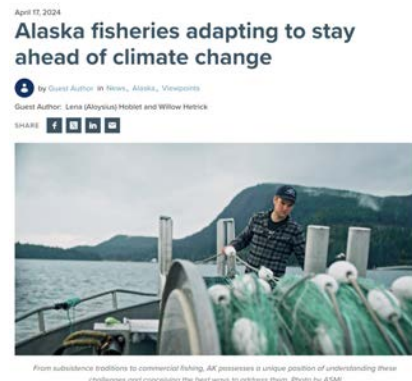 April 17, 2024
Alaska fisheries adapting to stay
ahead of climate change
by Guest Author in News, Alaska, Viewpoints
Guest Author: Lena (Aloysius) Hoblet and Willow Hetrick
SHARE
From subsistence traditions to commercial fishing, AK possesses a unique position of understanding these
challenges and conceiving the best ways to address them. Photo by ASMI